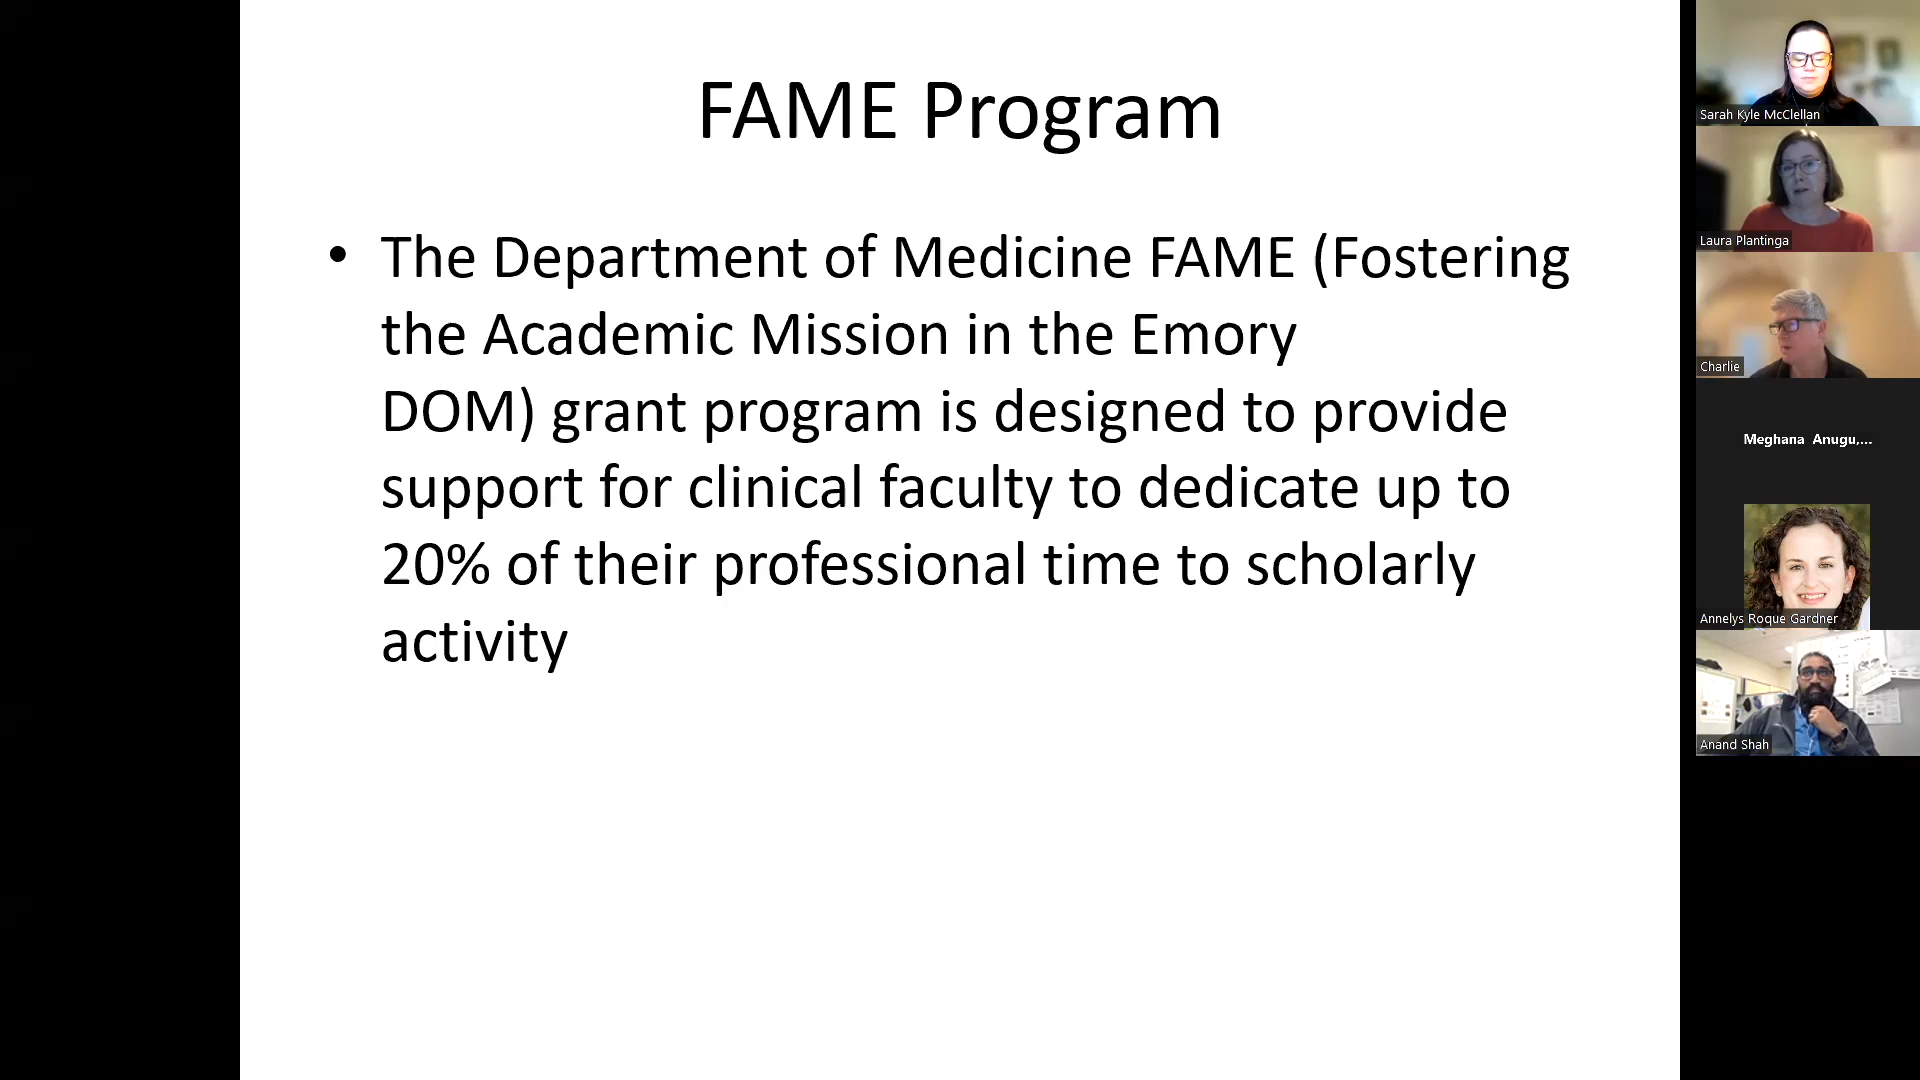 FAME Program
• The Department of Medicine FAME (Fostering
the Academic Mission in the Emory
DOM) grant program is designed to provide
support for clinical faculty to dedicate up to
20% of their professional time to scholarly
activity
Sarah Kyle McClellan
Laura Plantinga
Charlie
Meghana Anugu,...
Annelys Roque Gardner
Anand Shah